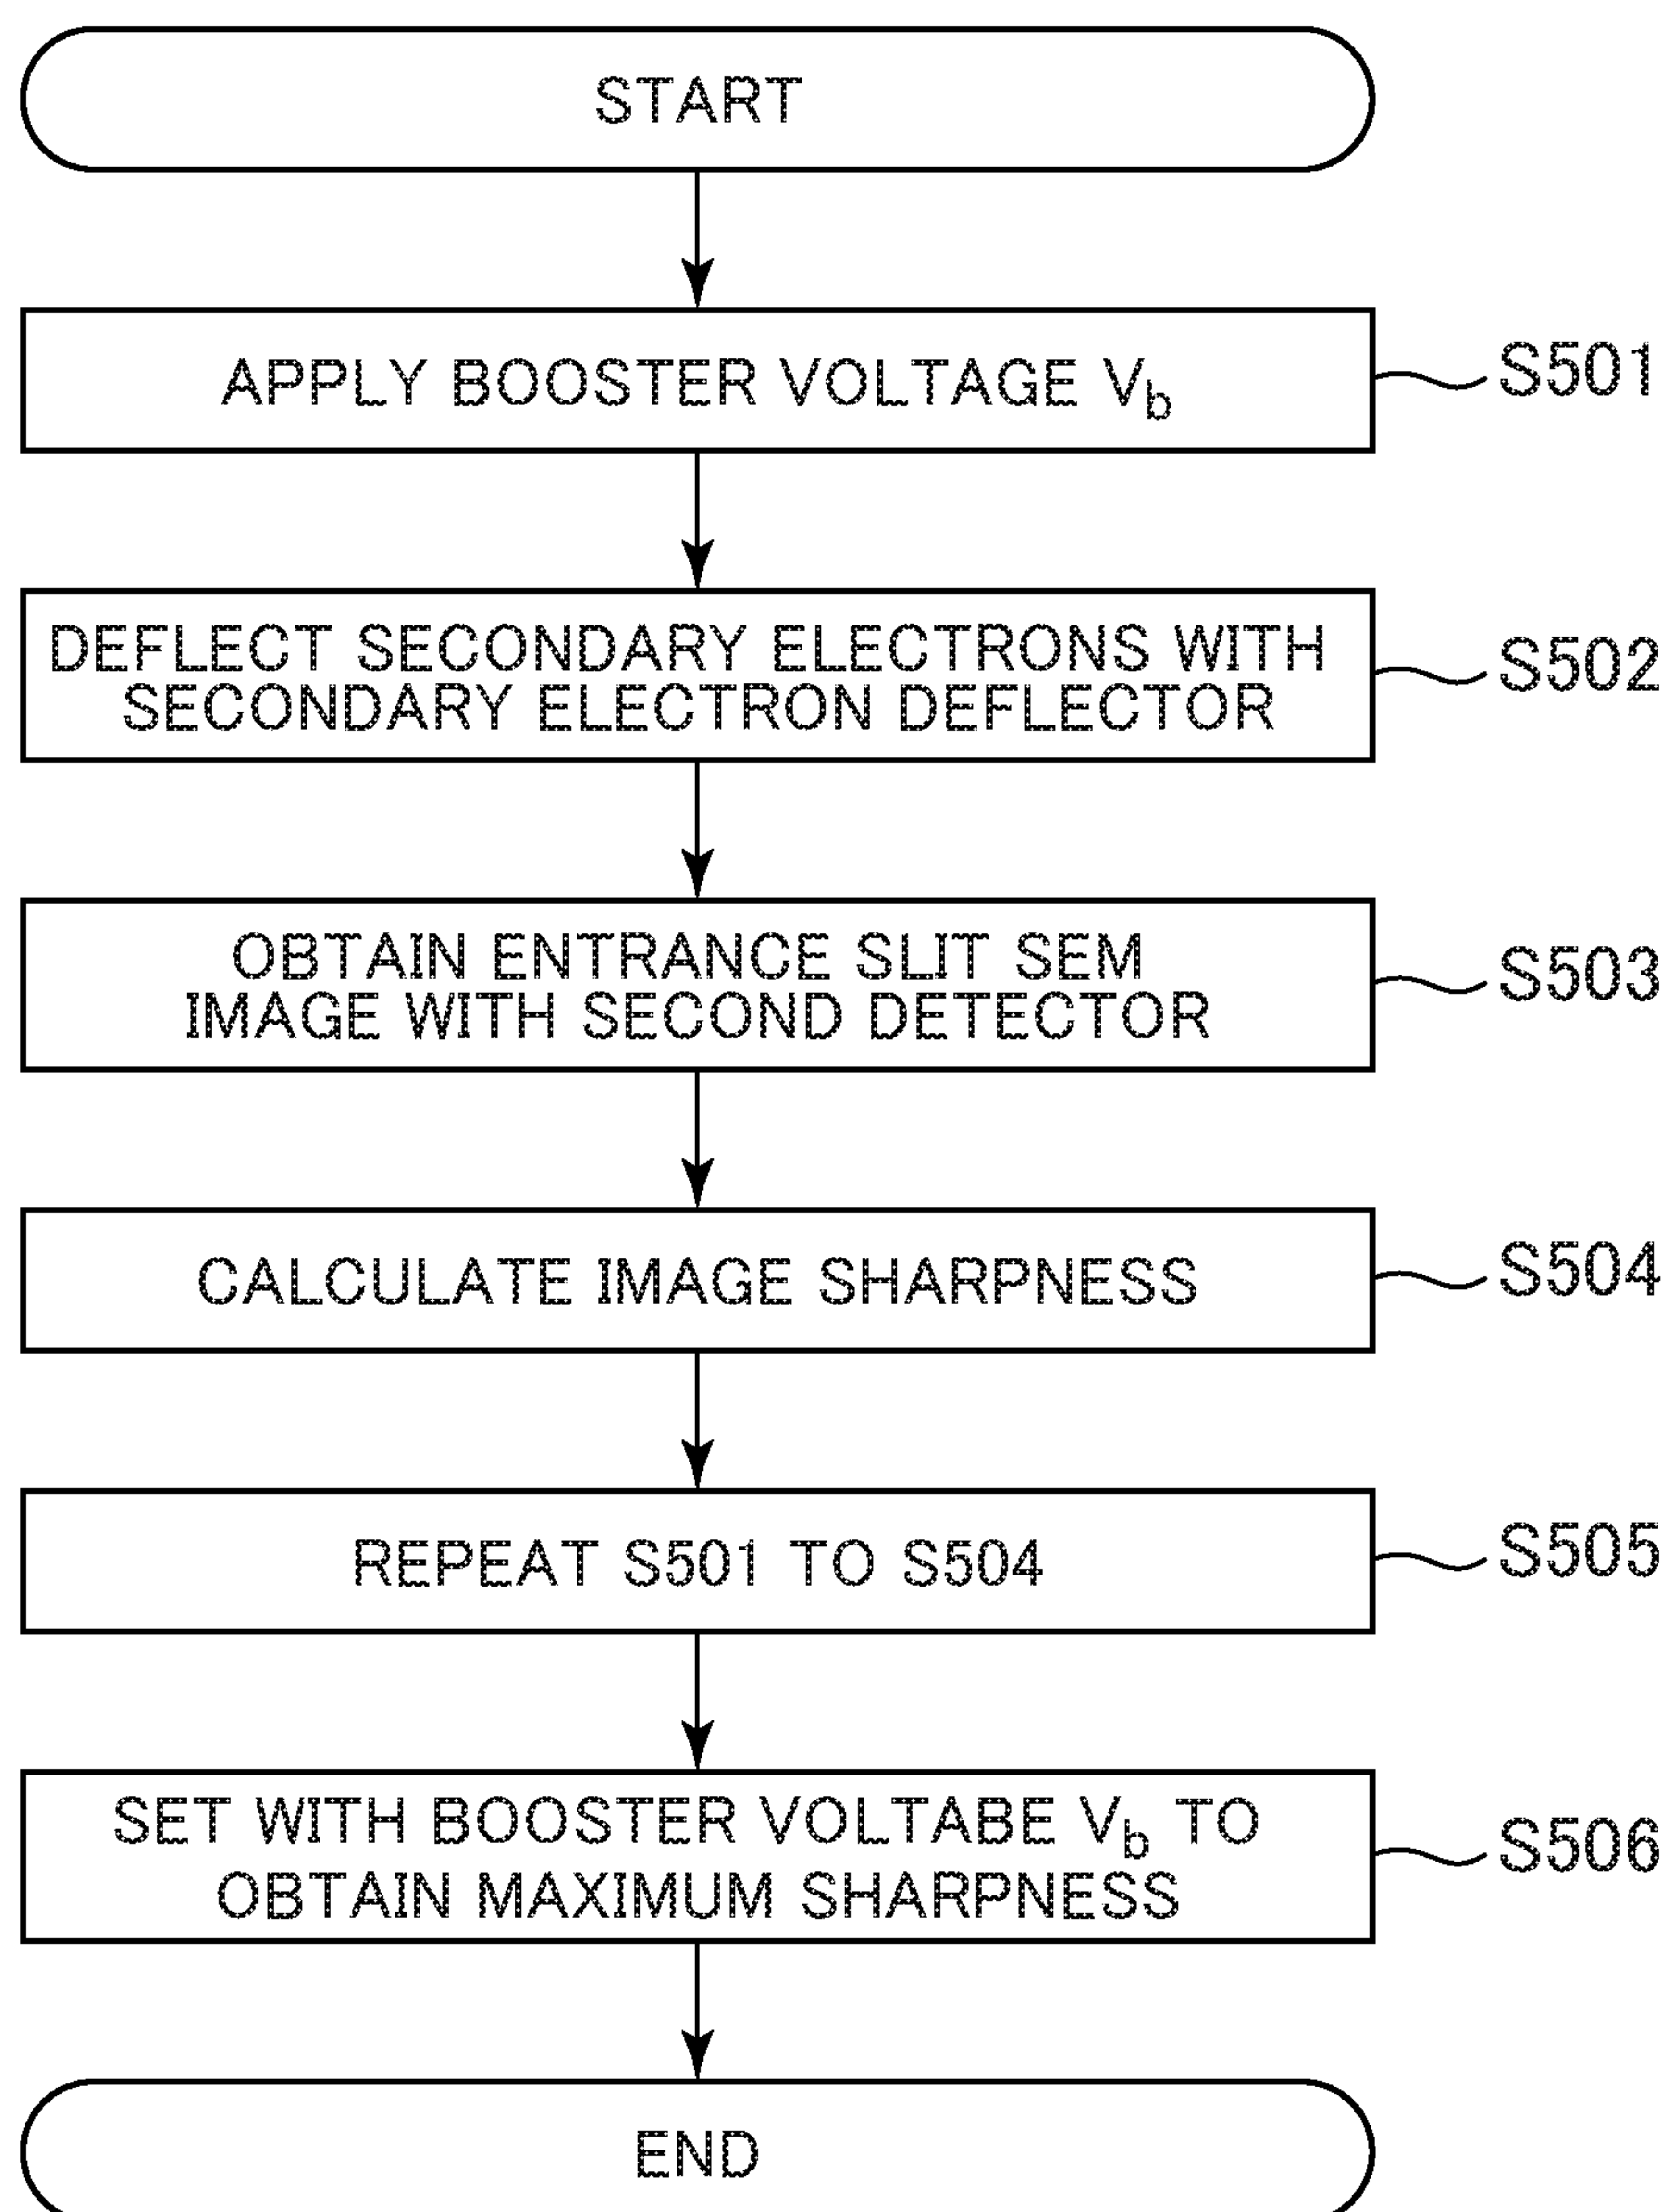 START
APPLY BOOSTER VOLTAGE Vb
S501
DEFLECT SECONDARY ELECTRONS WITH
SECONDARY ELECTRON DEFLECTOR
S502
OBTAIN ENTRANCE SLIT SEM
IMAGE WITH SECOND DETECTOR
S503
CALCULATE IMAGE SHARPNESS
S504
REPEAT S501 TO S504
S505
SET WITH BOOSTER VOLTABE Vb TO
OBTAIN MAXIMUM SHARPNESS
S506
END